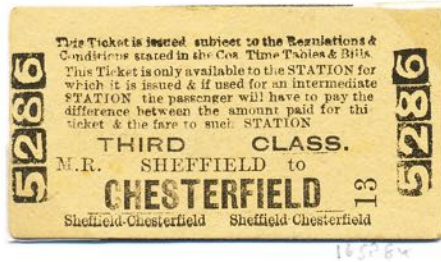 This Ticket is issued subject to the Regulations &
Conditions stated in the Cos Time Tables & Bills
This Ticket is only available to the STATION for
which it is issued & if used for an intermediate
STATION the passenger will have to pay the
difference between the amount paid for thi
ticket & the fare to such STATION
THIRD CLASS.
M.R. SHEFFIELD to
CHESTERFIELD
Sheffield-Chesterfield Sheffield-Chesterfield
5286
5286
13